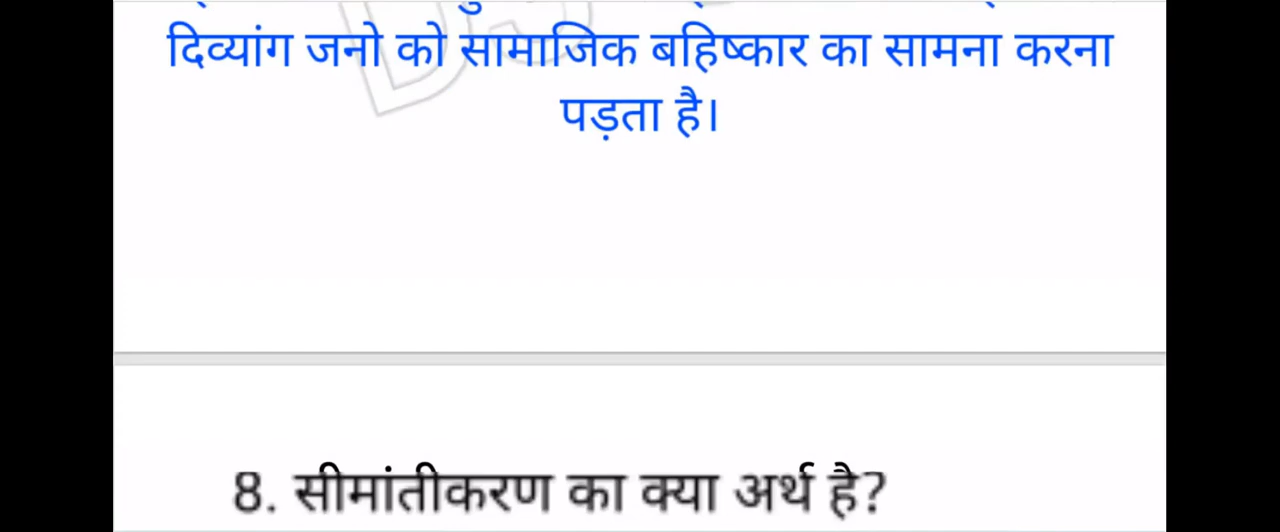 दिव्यांग जनो को सामाजिक बहिष्कार का सामना करना
पड़ता है।
8. सीमांतीकरण का क्या अर्थ है?